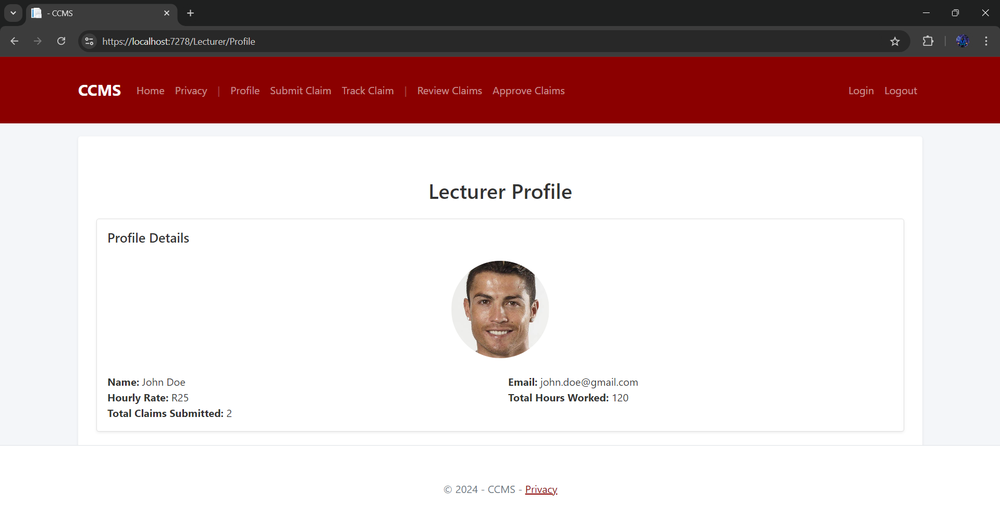 - CCMS
https://localhost:7278/Lecturer/Profile
CCMS Home Privacy | Profile Submit Claim Track Claim | Review Claims Approve Claims Login Logout
Lecturer Profile
Profile Details
Name: John Doe Email: john.doe@gmail.com
Hourly Rate: R25 Total Hours Worked: 120
Total Claims Submitted: 2
© 2024 - CCMS - Privacy